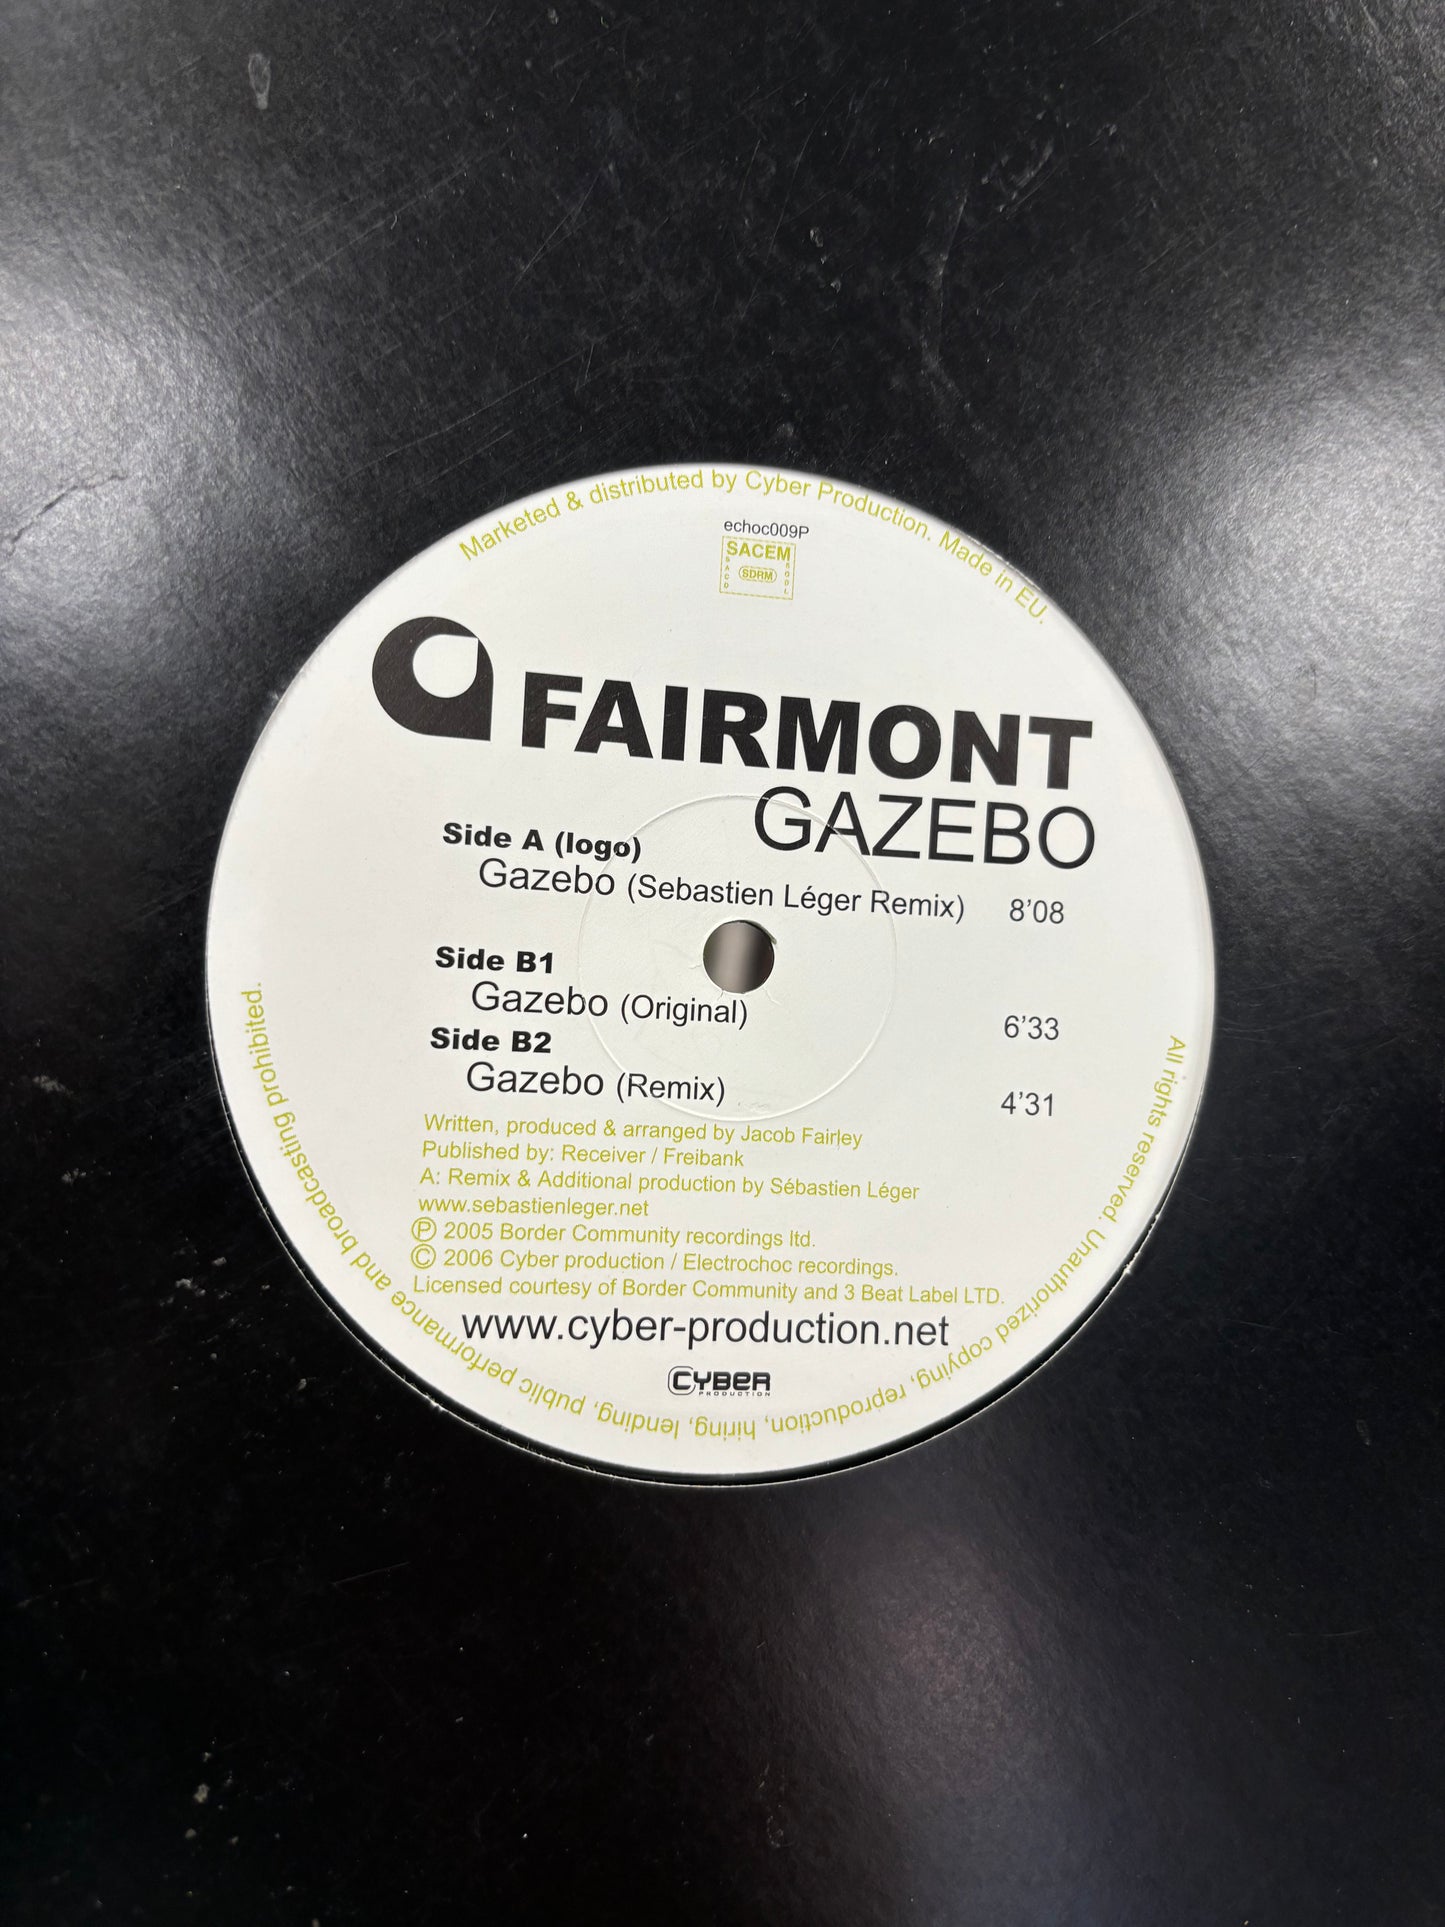 Marketed & distributed by Cyber Production. Made in EU.
echoc009P
SACEM
SACD
SDRM
SGDL
FAIRMONT
GAZEBO
Side A (logo)
Gazebo (Sebastien Léger Remix) 8'08
Side B1
Gazebo (Original) 6'33
Side B2
Gazebo (Remix) 4'31
Written, produced & arranged by Jacob Fairley
Published by: Receiver / Freibank
A: Remix & Additional production by Sébastien Léger
www.sebastienleger.net
Ⓟ 2005 Border Community recordings ltd.
© 2006 Cyber production / Electrochoc recordings.
Licensed courtesy of Border Community and 3 Beat Label LTD.
www.cyber-production.net
CYBER
PRODUCTION
All rights reserved. Unauthorized copying, reproduction, hiring, lending, public performance and broadcasting prohibited.